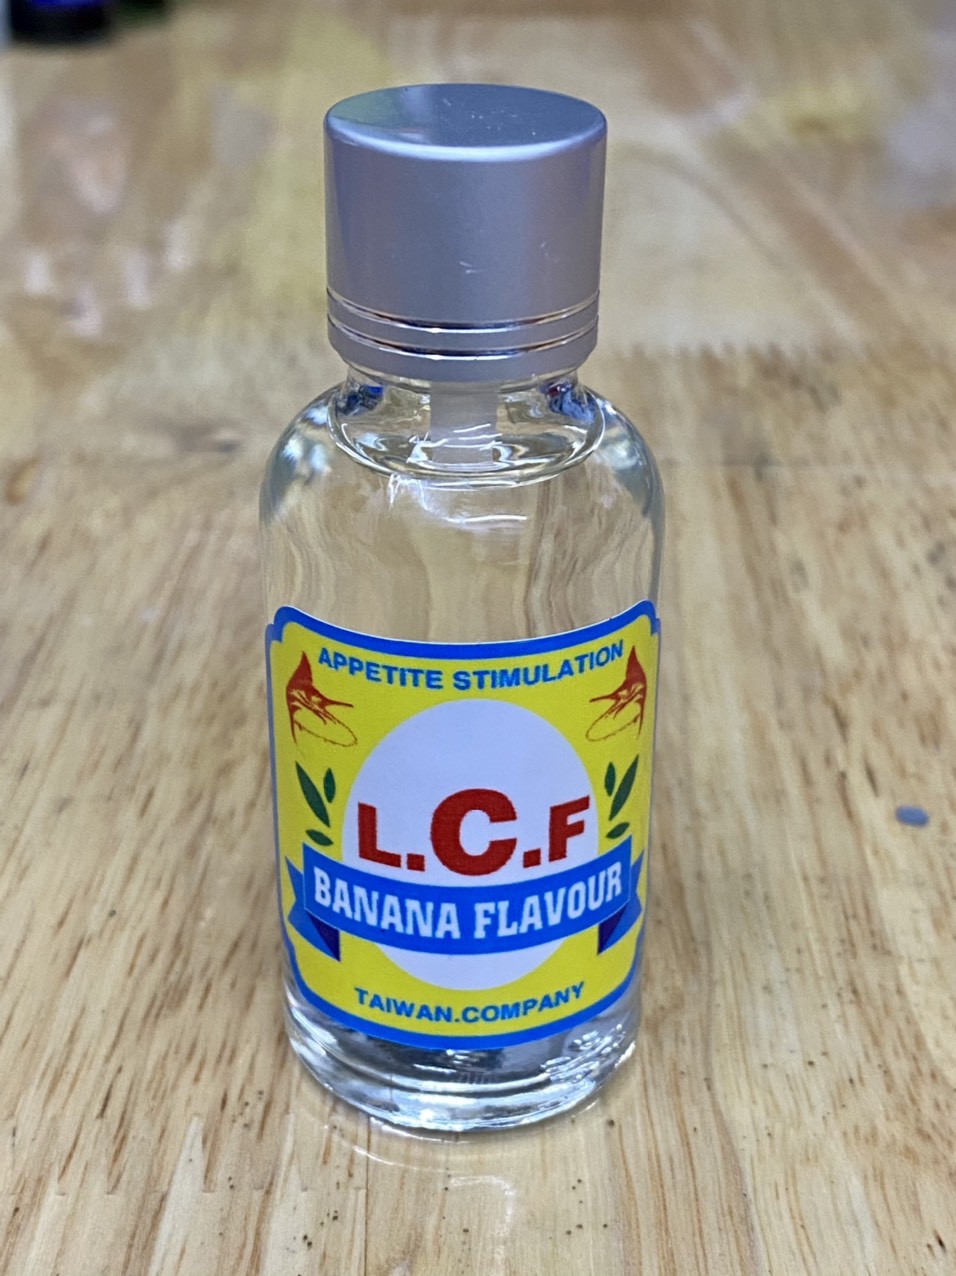 APPETITE STIMULATION
L.C.F
BANANA FLAVOUR
TAIWAN.COMPANY